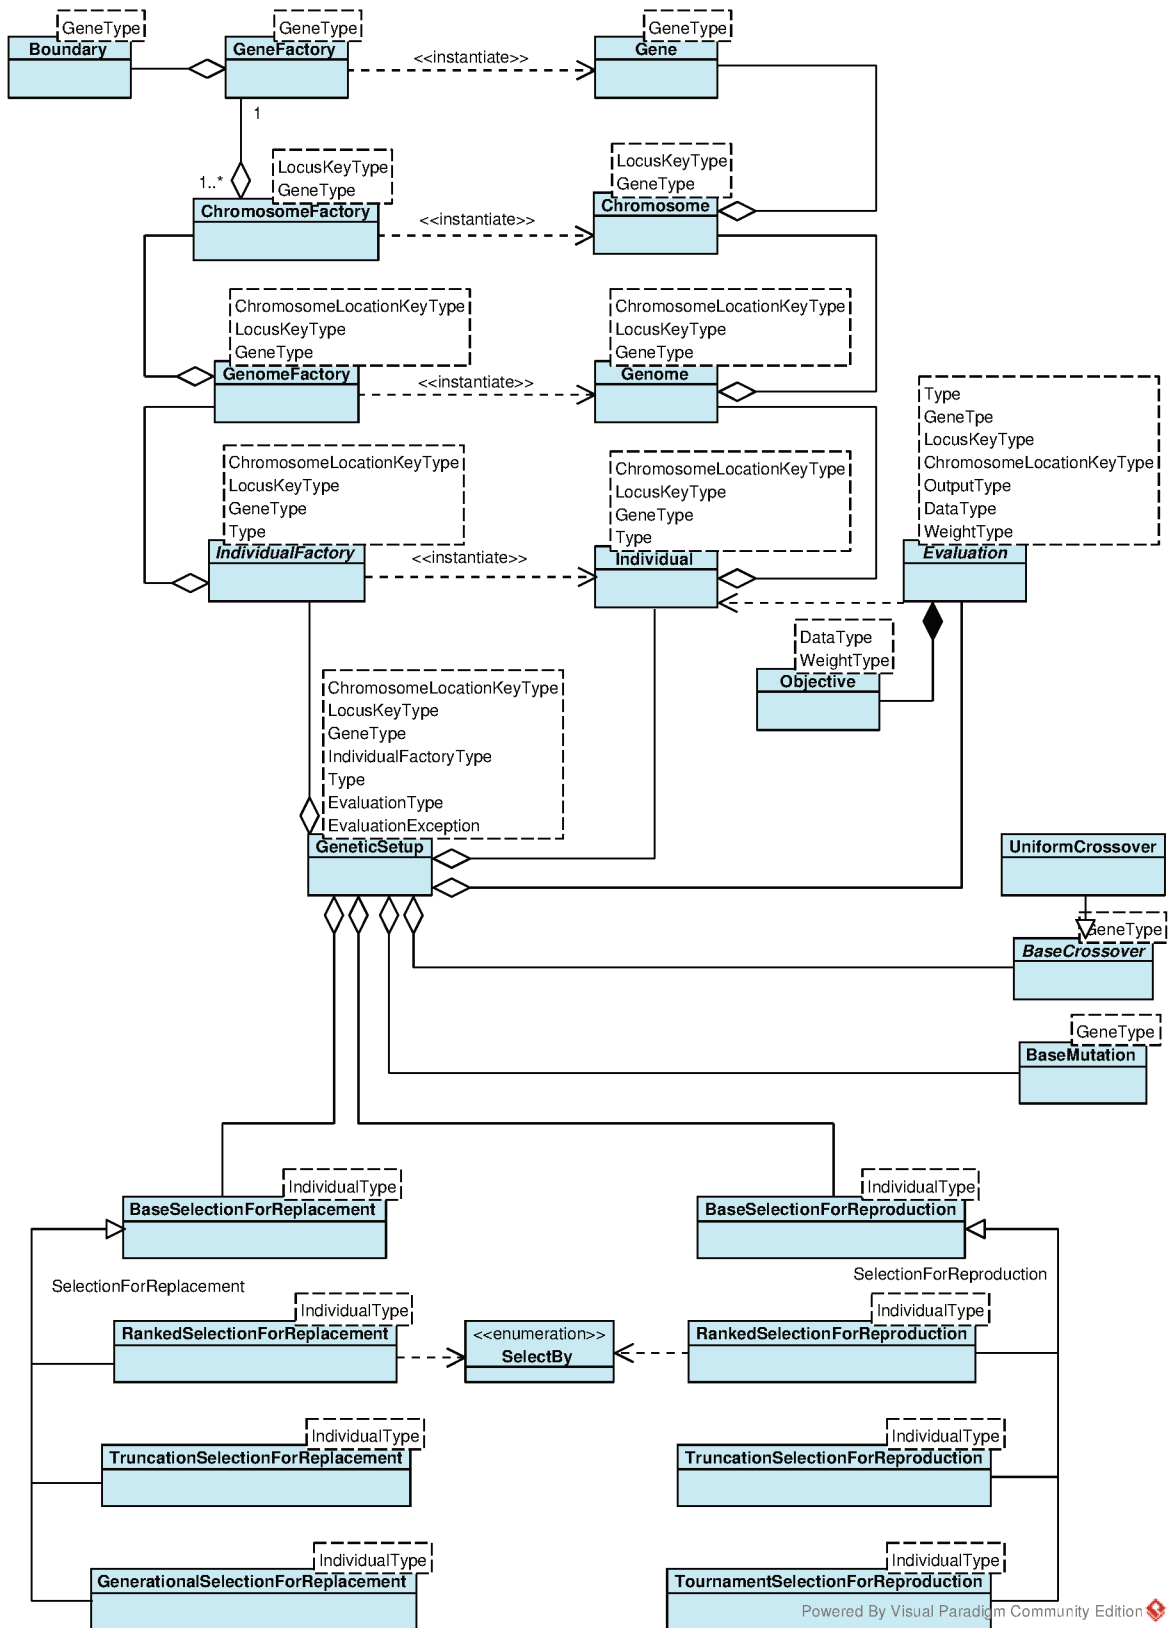 GeneType
Boundary
GeneType
GeneFactory
<<instantiate>>
GeneType
Gene
1
1..*
LocusKeyType
GeneType
ChromosomeFactory
<<instantiate>>
LocusKeyType
GeneType
Chromosome
ChromosomeLocationKeyType
LocusKeyType
GeneType
GenomeFactory
<<instantiate>>
ChromosomeLocationKeyType
LocusKeyType
GeneType
Genome
ChromosomeLocationKeyType
LocusKeyType
GeneType
Type
IndividualFactory
<<instantiate>>
ChromosomeLocationKeyType
LocusKeyType
GeneType
Type
Individual
Type
GeneTpe
LocusKeyType
ChromosomeLocationKeyType
OutputType
DataType
WeightType
Evaluation
DataType
WeightType
Objective
ChromosomeLocationKeyType
LocusKeyType
GeneType
IndividualFactoryType
Type
EvaluationType
EvaluationException
GeneticSetup
UniformCrossover
GeneType
BaseCrossover
GeneType
BaseMutation
IndividualType
BaseSelectionForReplacement
IndividualType
BaseSelectionForReproduction
SelectionForReplacement
SelectionForReproduction
IndividualType
RankedSelectionForReplacement
<<enumeration>>
SelectBy
IndividualType
RankedSelectionForReproduction
IndividualType
TruncationSelectionForReplacement
IndividualType
TruncationSelectionForReproduction
IndividualType
GenerationalSelectionForReplacement
IndividualType
TournamentSelectionForReproduction
Powered By Visual Paradigm Community Edition